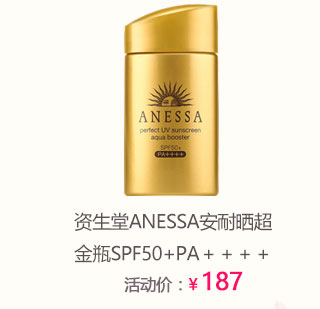 ANESSA
perfect UV sunscreen
aqua booster
SPF50+
PA++++
资生堂ANESSA安耐晒超
金瓶SPF50+PA＋＋＋＋
活动价：¥187